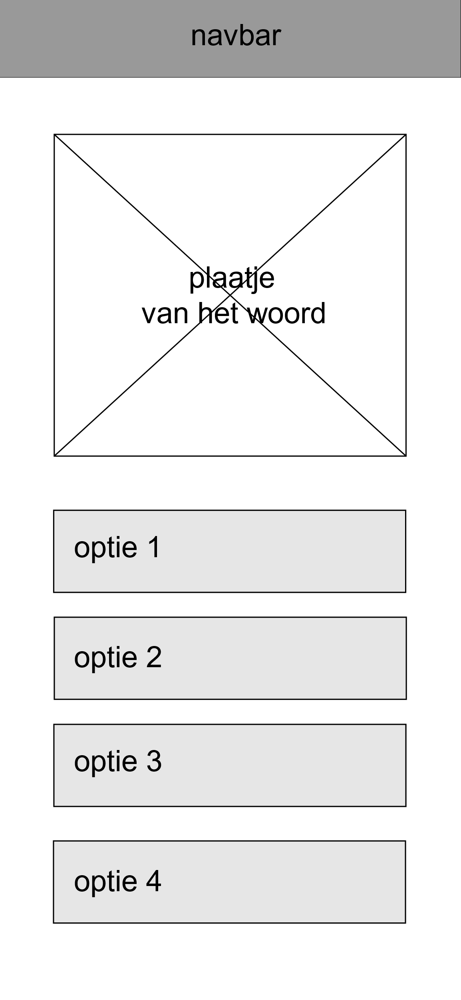 navbar
plaatje
van het woord
optie 1
optie 2
optie 3
optie 4